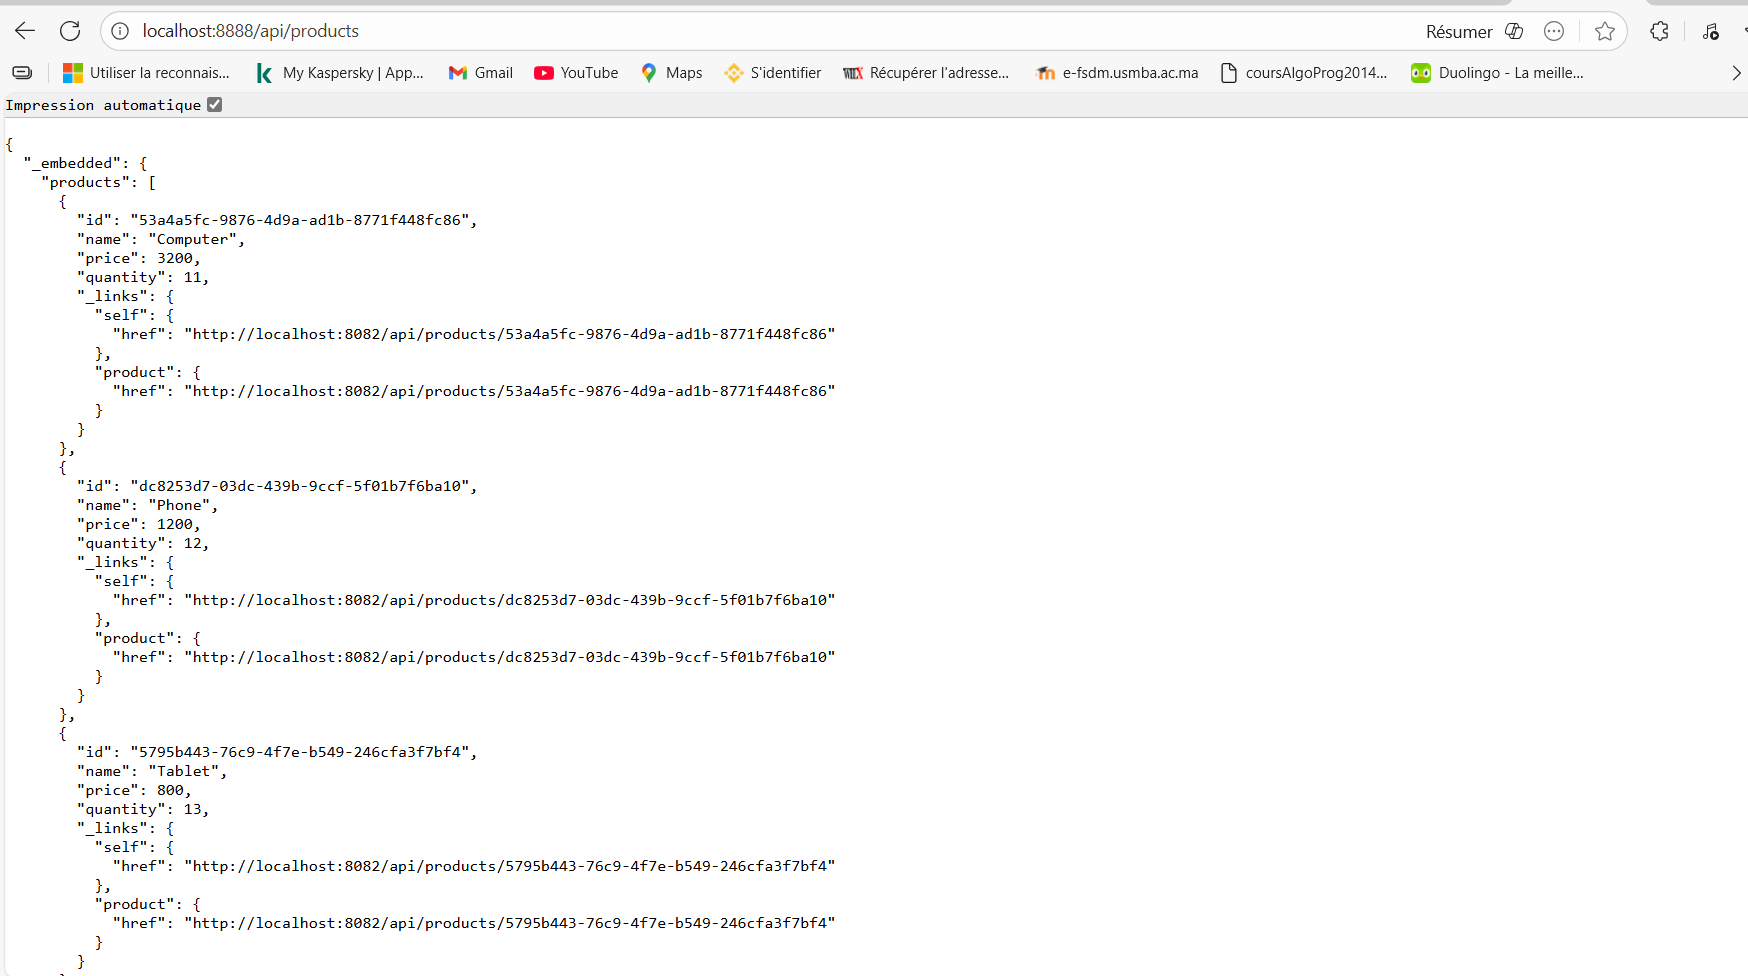 localhost:8888/api/products
Résumer
Utiliser la reconnais... My Kaspersky | App... Gmail YouTube Maps S'identifier Récupérer l'adresse... e-fsdm.usmba.ac.ma coursAlgoProg2014... Duolingo - La meille...
Impression automatique
{
  "_embedded": {
    "products": [
      {
        "id": "53a4a5fc-9876-4d9a-ad1b-8771f448fc86",
        "name": "Computer",
        "price": 3200,
        "quantity": 11,
        "_links": {
          "self": {
            "href": "http://localhost:8082/api/products/53a4a5fc-9876-4d9a-ad1b-8771f448fc86"
          },
          "product": {
            "href": "http://localhost:8082/api/products/53a4a5fc-9876-4d9a-ad1b-8771f448fc86"
          }
        }
      },
      {
        "id": "dc8253d7-03dc-439b-9ccf-5f01b7f6ba10",
        "name": "Phone",
        "price": 1200,
        "quantity": 12,
        "_links": {
          "self": {
            "href": "http://localhost:8082/api/products/dc8253d7-03dc-439b-9ccf-5f01b7f6ba10"
          },
          "product": {
            "href": "http://localhost:8082/api/products/dc8253d7-03dc-439b-9ccf-5f01b7f6ba10"
          }
        }
      },
      {
        "id": "5795b443-76c9-4f7e-b549-246cfa3f7bf4",
        "name": "Tablet",
        "price": 800,
        "quantity": 13,
        "_links": {
          "self": {
            "href": "http://localhost:8082/api/products/5795b443-76c9-4f7e-b549-246cfa3f7bf4"
          },
          "product": {
            "href": "http://localhost:8082/api/products/5795b443-76c9-4f7e-b549-246cfa3f7bf4"
          }
        }